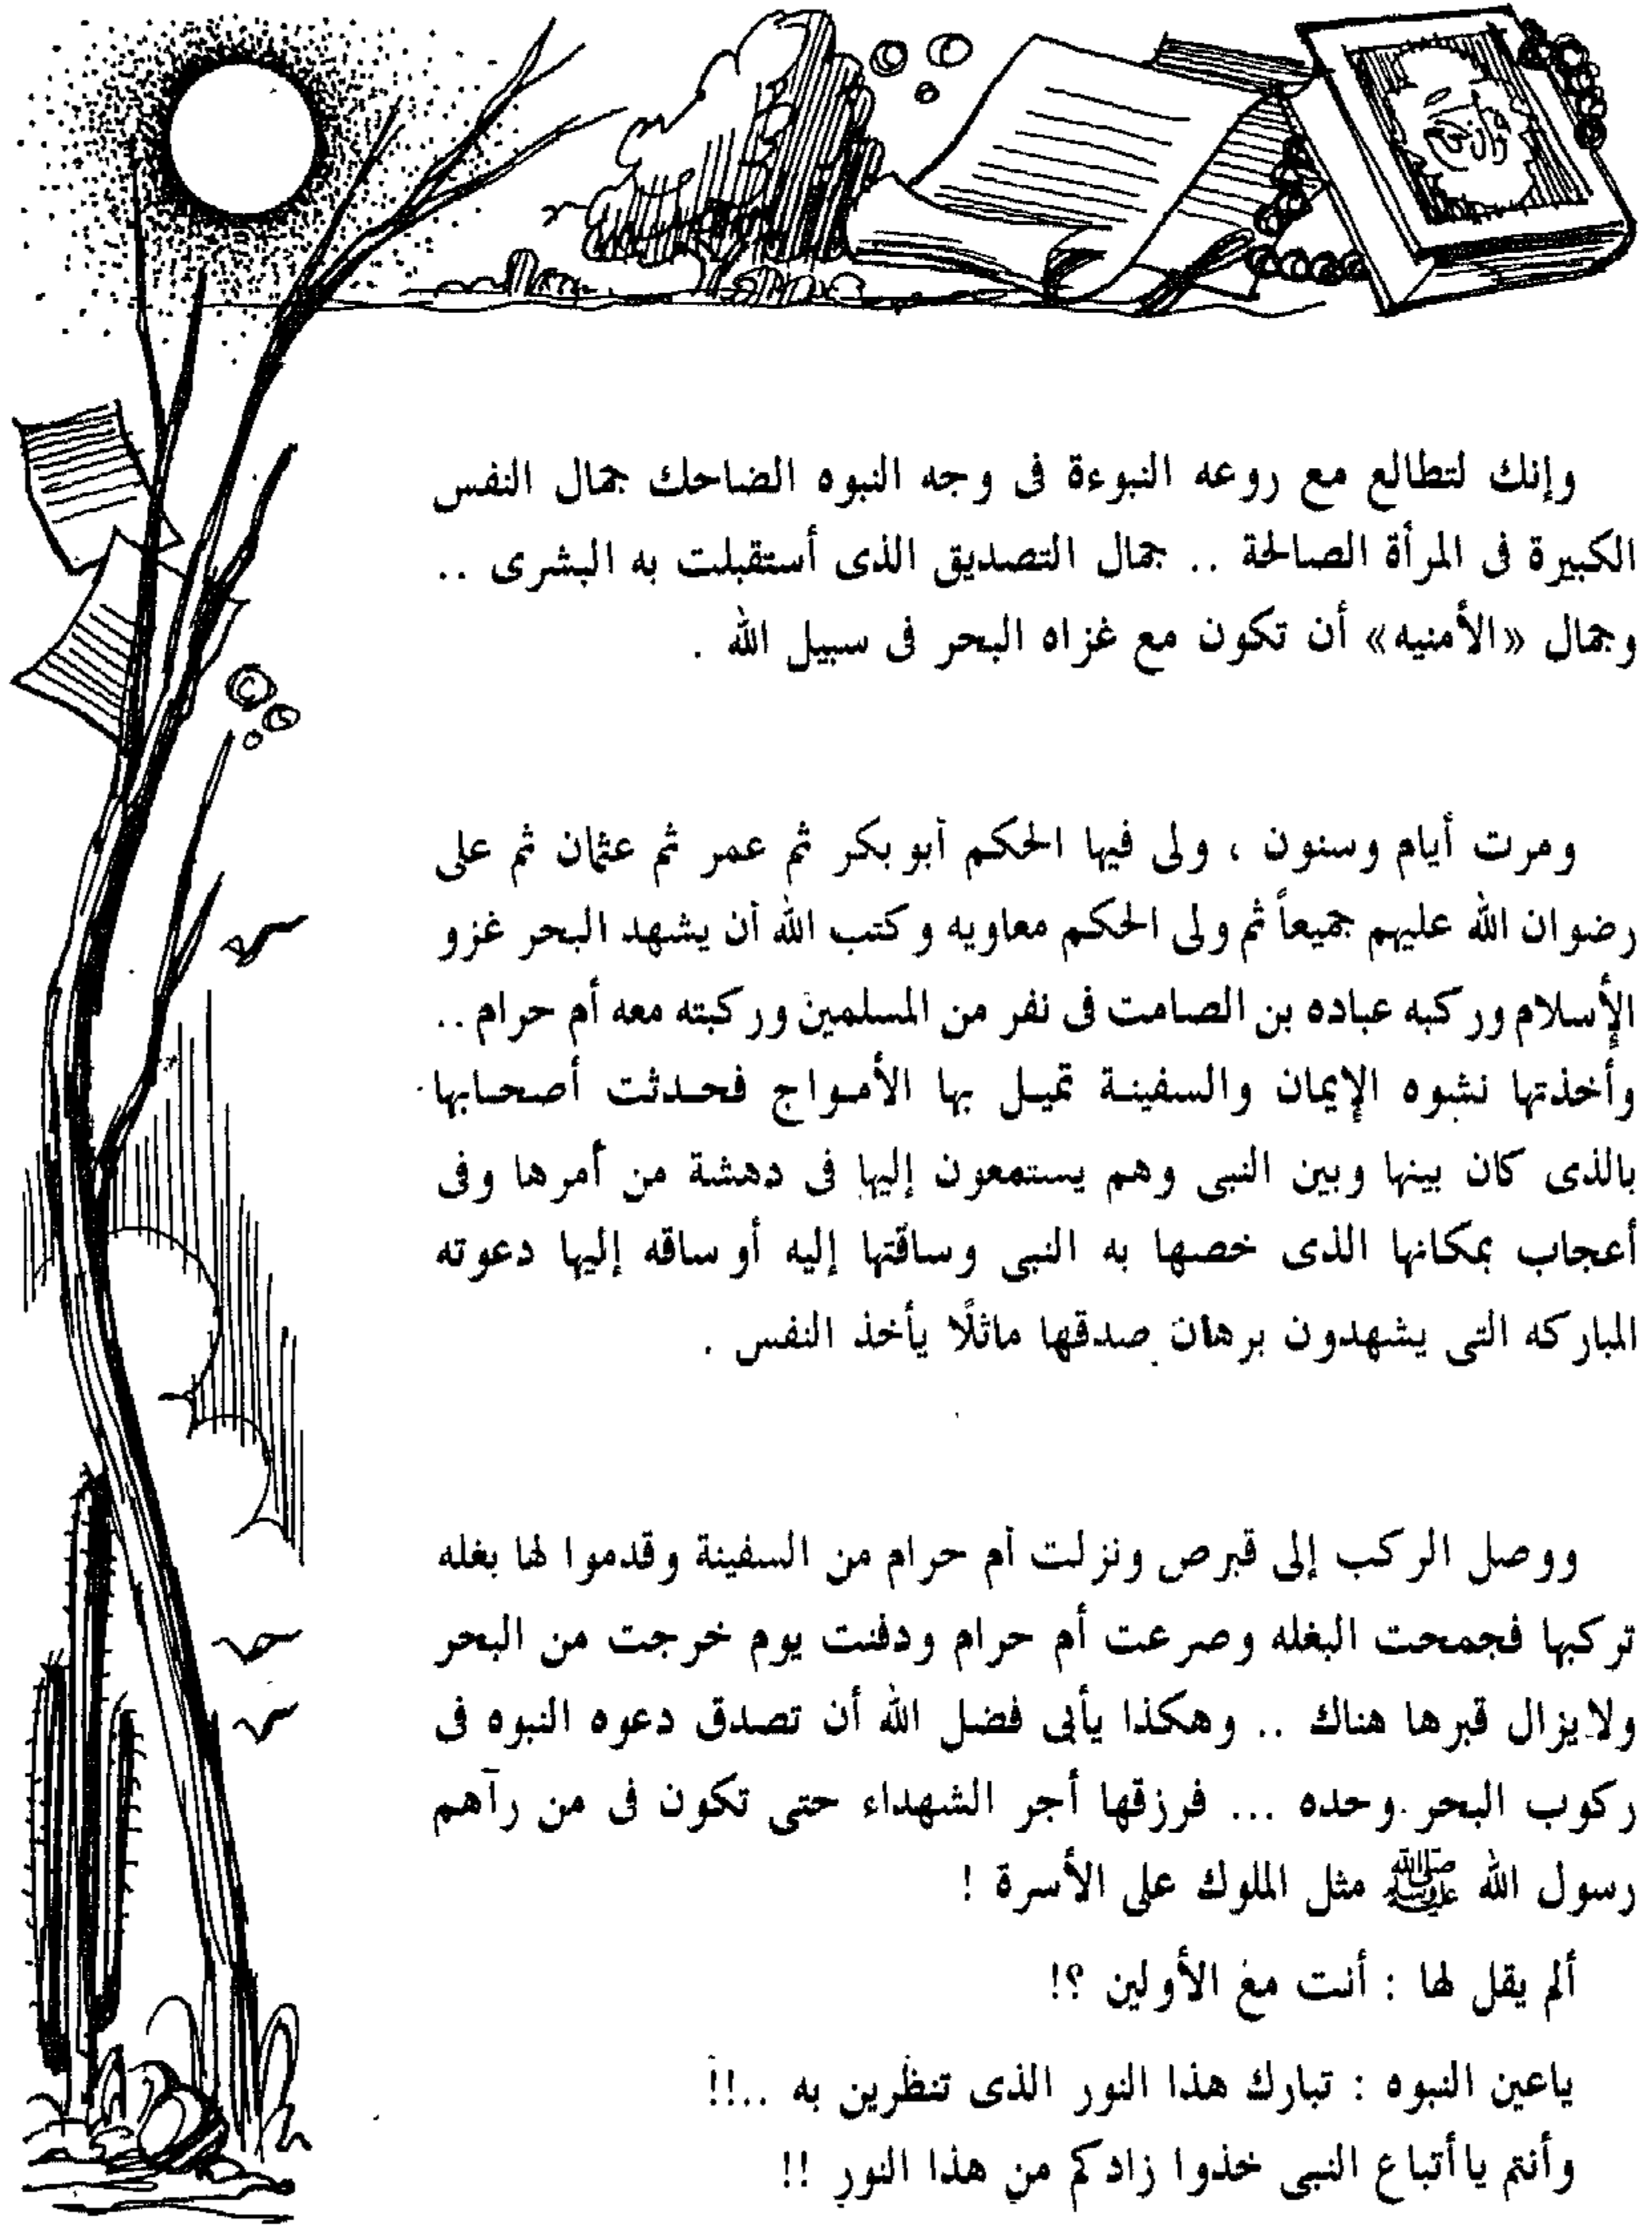 وإنك لتطالع مع روعه النبوءة فى وجه النبوه الضاحك جمال النفس
الكبيرة فى المرأة الصالحة .. جمال التصديق الذى أستقبلت به البشرى ..
وجمال «الأمنيه» أن تكون مع غزاه البحر فى سبيل الله .
ومرت أيام وسنون ، ولى فيها الحكم أبو بكر ثم عمر ثم عثمان ثم على
رضوان الله عليهم جميعاً ثم ولى الحكم معاويه وكتب الله أن يشهد البحر غزو
الإسلام وركبه عباده بن الصامت فى نفر من المسلمين وركبته معه أم حرام ..
وأخذتها نشوه الإيمان والسفينة تميل بها الأمواج فحدثت أصحابها
بالذى كان بينها وبين النبى وهم يستمعون إليها فى دهشة من أمرها وفى
أعجاب بمكانها الذى خصها به النبى وساقتها إليه أو ساقه إليها دعوته
المباركه التى يشهدون برهان صدقها ماثلًا يأخذ النفس .
ووصل الركب إلى قبرص ونزلت أم حرام من السفينة وقدموا لها بغله
تركبها فجمحت البغله وصرعت أم حرام ودفنت يوم خرجت من البحر
ولا يزال قبرها هناك .. وهكذا يأبى فضل الله أن تصدق دعوه النبوه فى
ركوب البحر وحده ... فرزقها أجر الشهداء حتى تكون فى من رآهم
رسول الله ﷺ مثل الملوك على الأسرة !
ألم يقل لها : أنت مع الأولين ؟!
ياعين النبوه : تبارك هذا النور الذى تنظرين به ..!!
وأنتم ياأتباع النبى خذوا زادكم من هذا النور !!